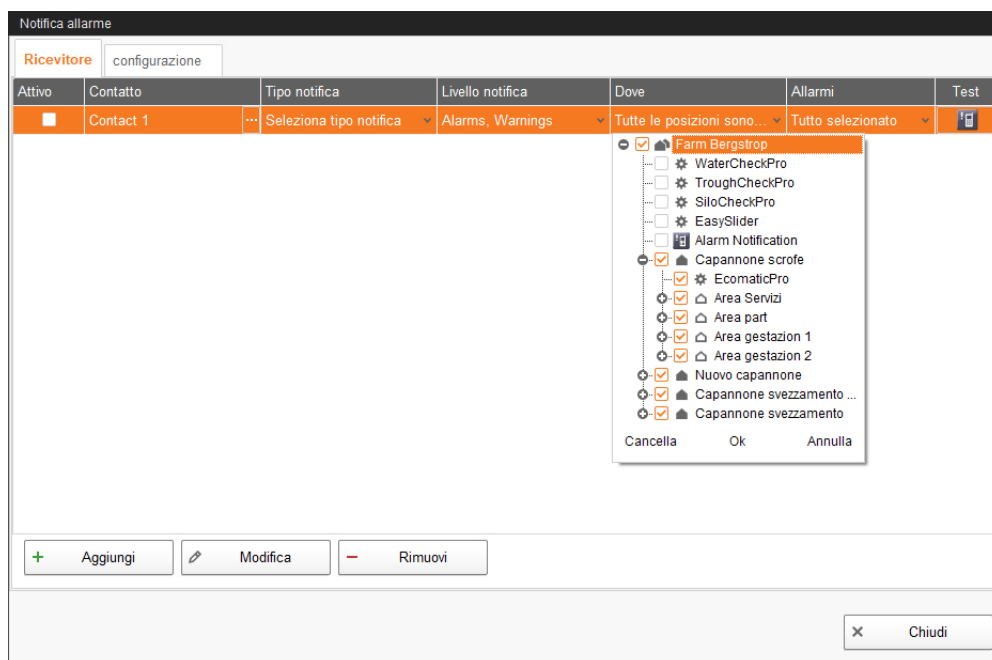 Notifica allarme
Ricevitore configurazione
Attivo Contatto Tipo notifica Livello notifica Dove Allarmi Test
Contact 1 ... Seleziona tipo notifica Alarms, Warnings Tutte le posizioni sono... Tutto selezionato
Farm Bergstrop
WaterCheckPro
TroughCheckPro
SiloCheckPro
EasySlider
Alarm Notification
Capannone scrofe
EcomaticPro
Area Servizi
Area part
Area gestazion 1
Area gestazion 2
Nuovo capannone
Capannone svezzamento ...
Capannone svezzamento
Cancella Ok Annulla
Aggiungi Modifica Rimuovi
Chiudi